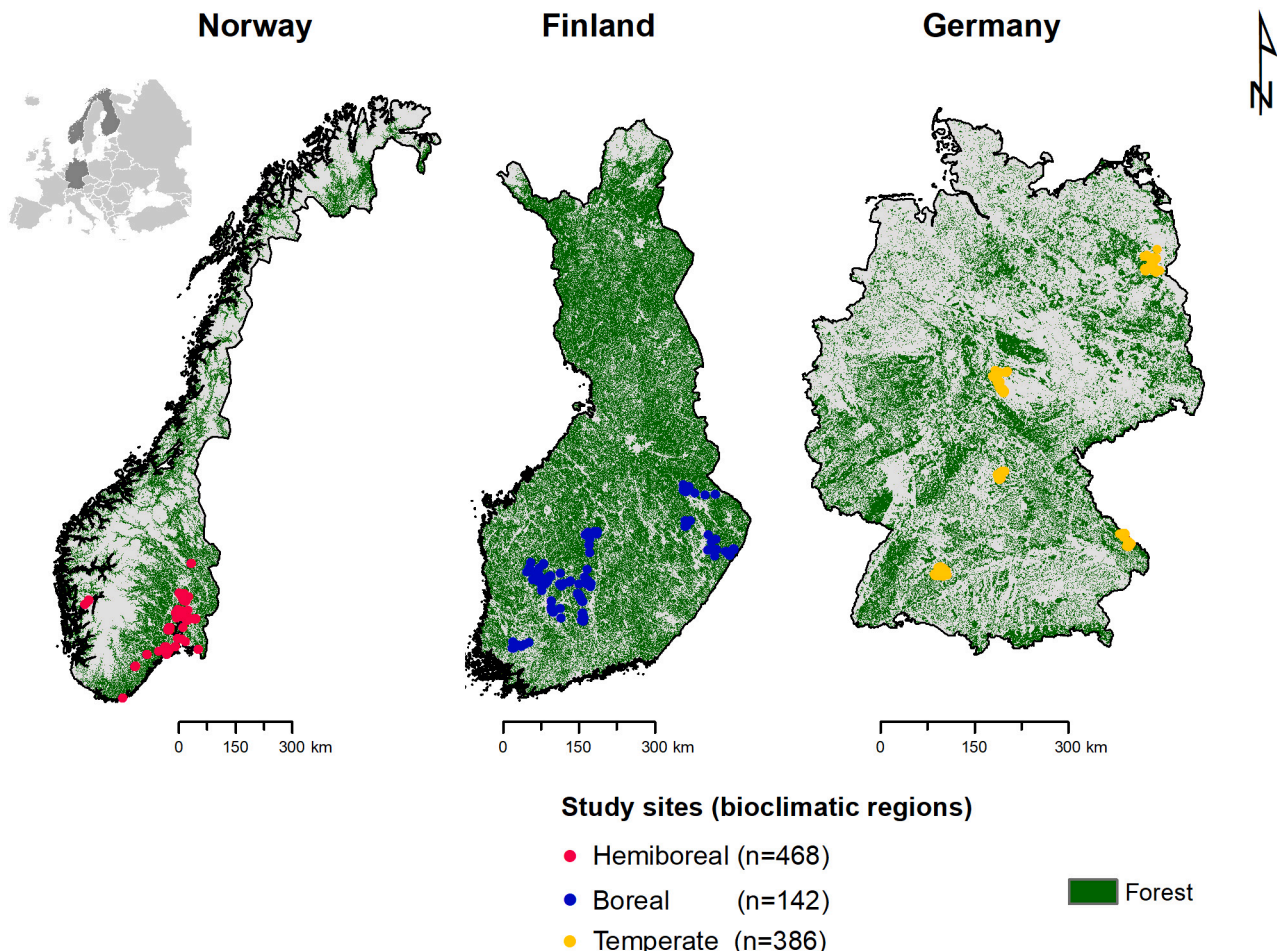 Norway Finland Germany
N
0 150 300 km
0 150 300 km
0 150 300 km
Study sites (bioclimatic regions)
Hemiboreal (n=468)
Boreal (n=142)
Temperate (n=386)
Forest